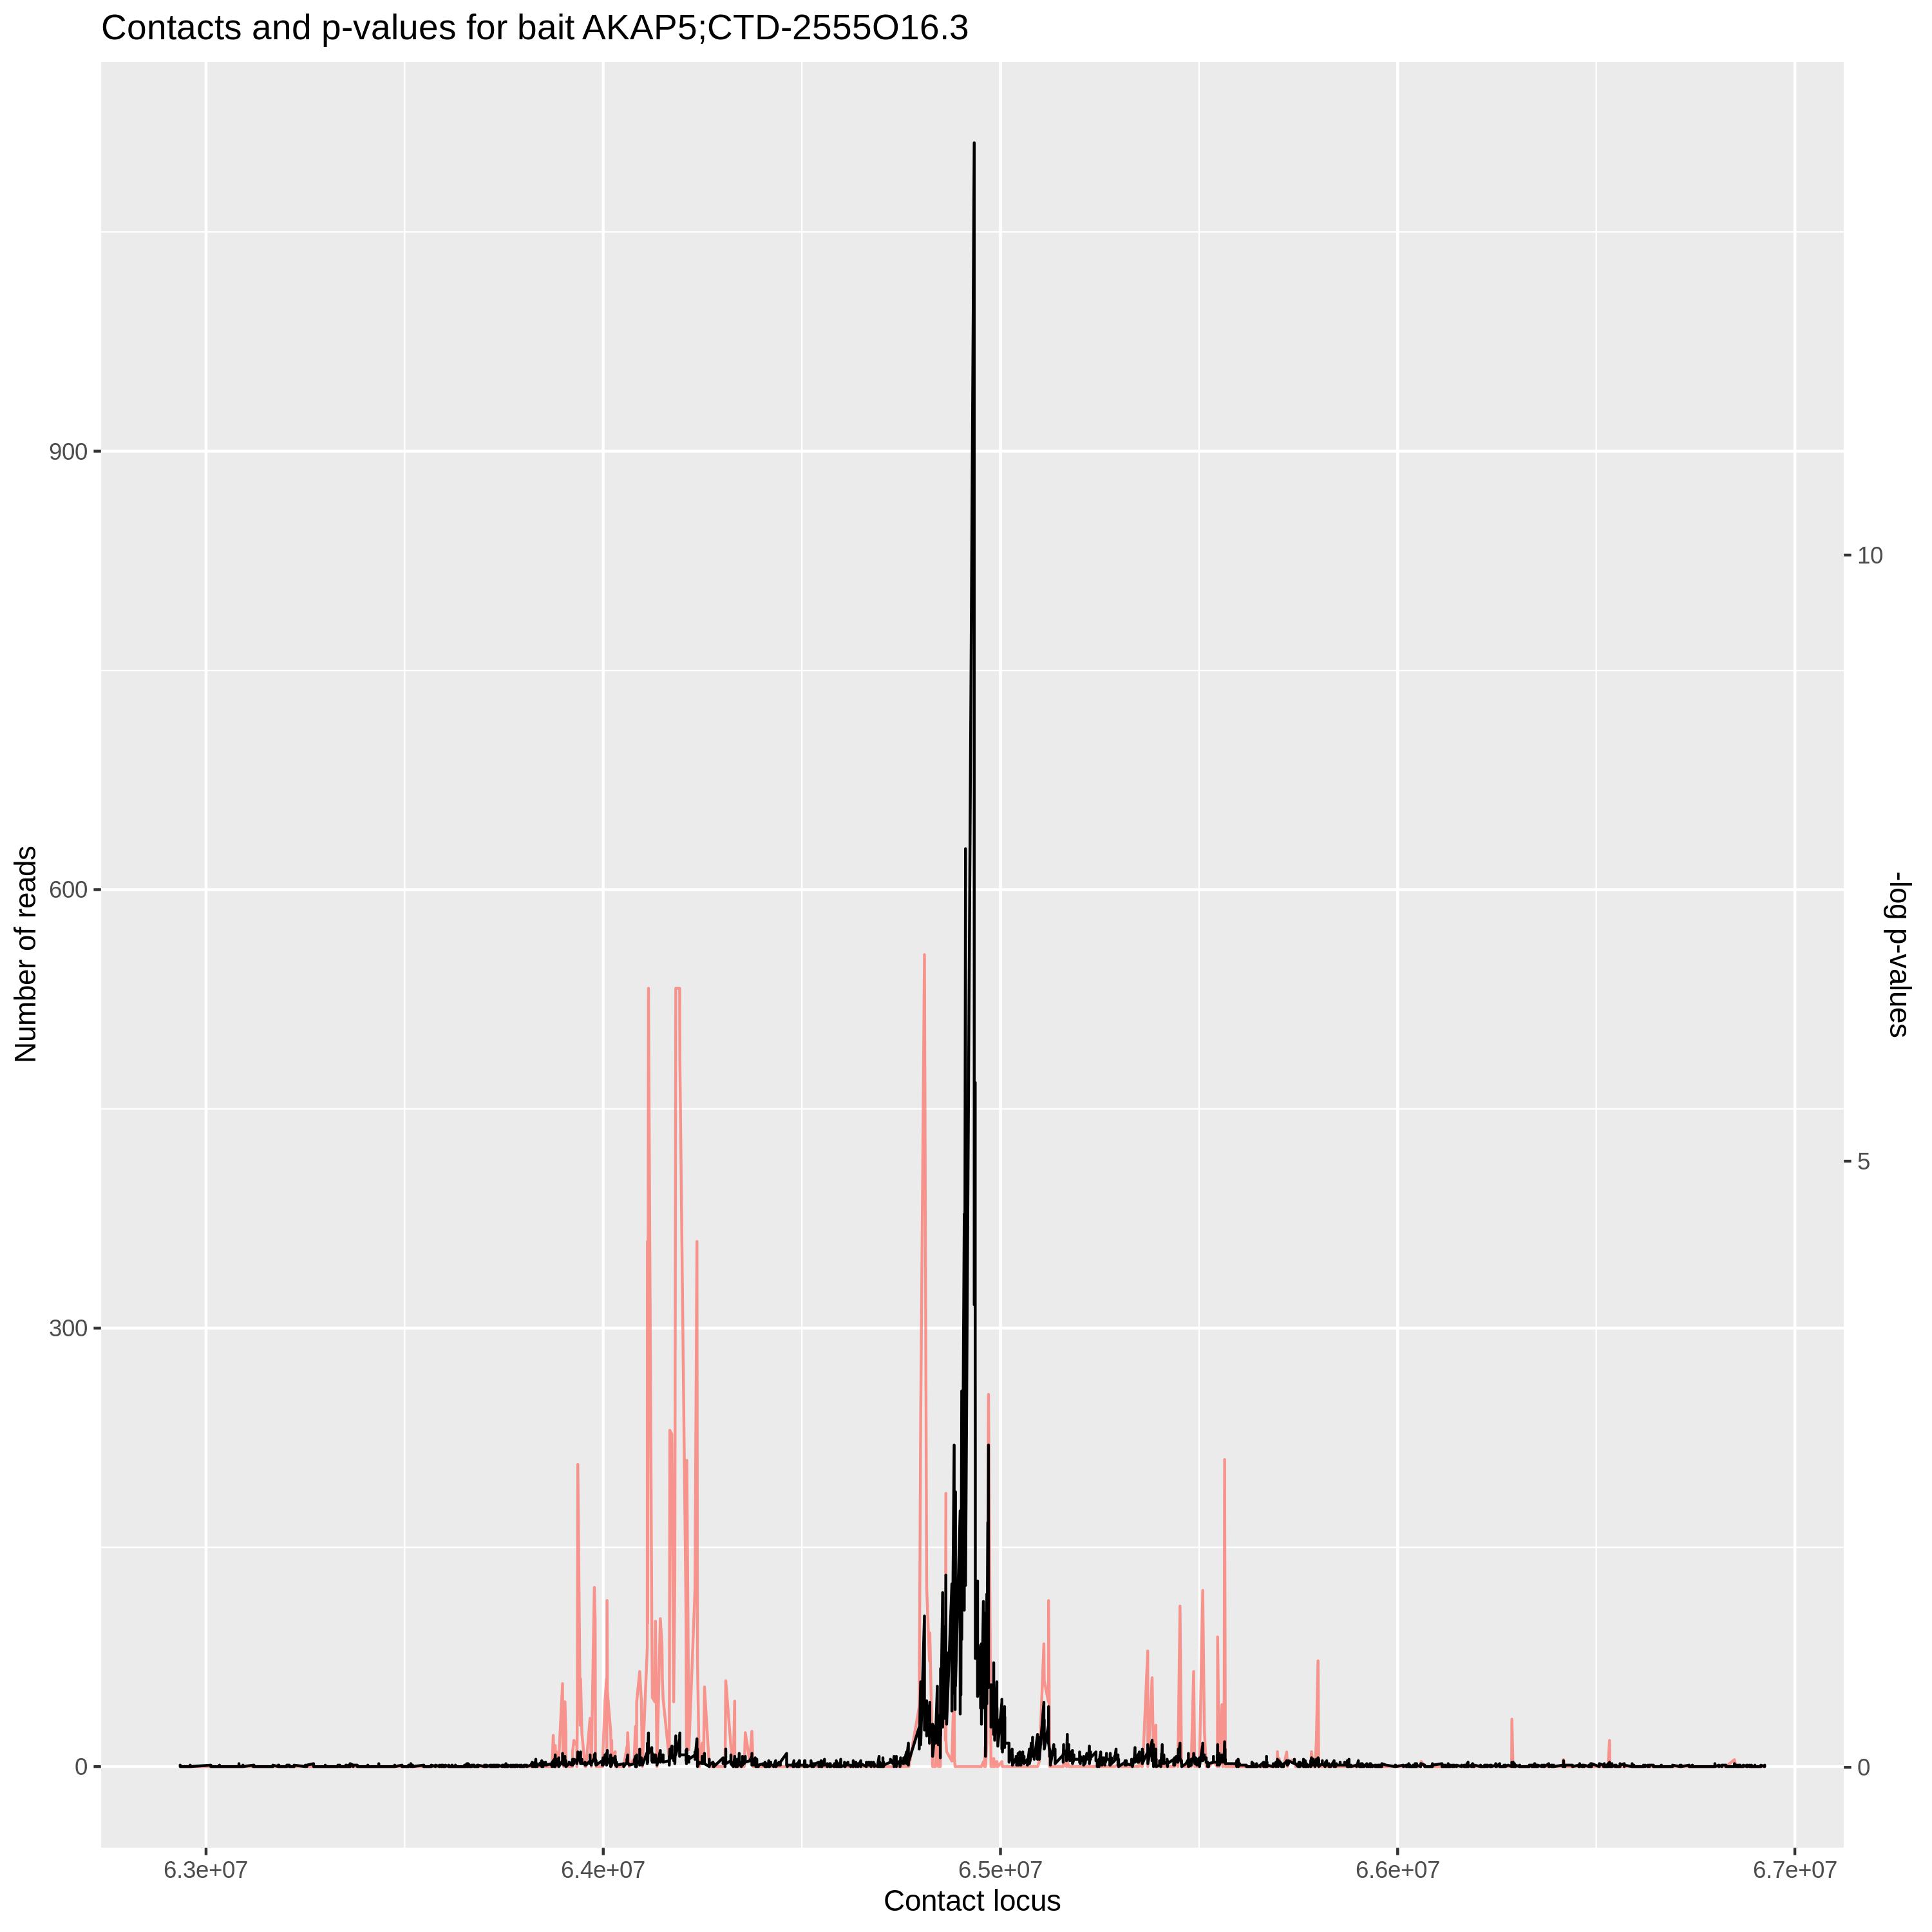 Contacts and p-values for bait AKAP5;CTD-2555O16.3
900
600
300
0
Number of reads
10
5
0
-log p-values
6.3e+07
6.4e+07
6.5e+07
6.6e+07
6.7e+07
Contact locus